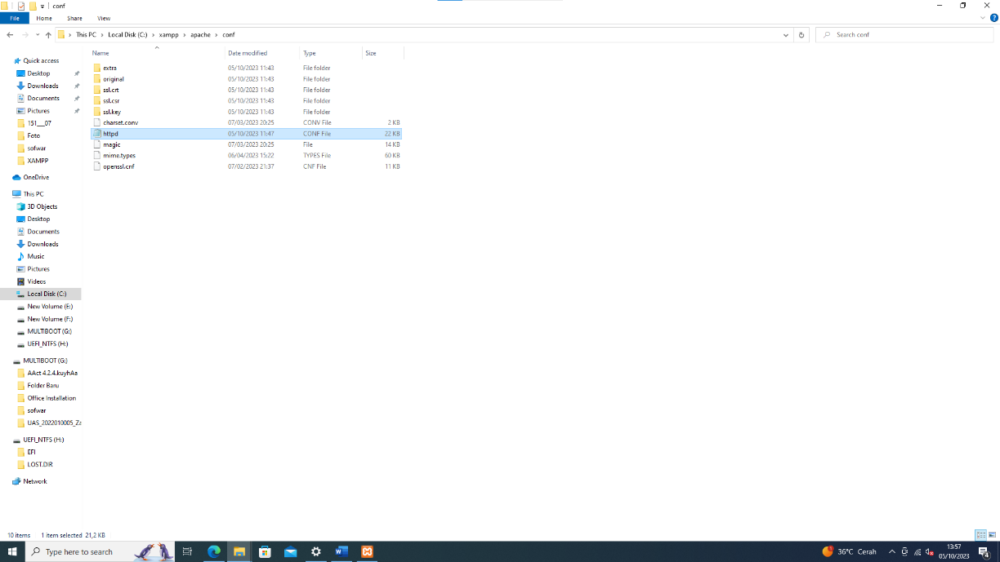 conf
File Home Share View
This PC Local Disk (C:) xampp apache conf
Search conf
Name Date modified Type Size
extra 05/10/2023 11:43 File folder
original 05/10/2023 11:43 File folder
ssl.crt 05/10/2023 11:43 File folder
ssl.csr 05/10/2023 11:43 File folder
ssl.key 05/10/2023 11:43 File folder
charset.conv 07/03/2023 20:25 CONV File 2 KB
httpd 05/10/2023 11:47 CONF File 22 KB
magic 07/03/2023 20:25 File 14 KB
mime.types 06/04/2023 15:22 TYPES File 60 KB
openssl.cnf 07/02/2023 21:37 CNF File 11 KB
Quick access
Desktop
Downloads
Documents
Pictures
151___07
Foto
sofwar
XAMPP
OneDrive
This PC
3D Objects
Desktop
Documents
Downloads
Music
Pictures
Videos
Local Disk (C:)
New Volume (E:)
New Volume (F:)
MULTIBOOT (G:)
UEFI_NTFS (H:)
MULTIBOOT (G:)
AAct 4.2.4.kuyhAa
Folder Baru
Office Installation
sofwar
UAS_2022010005_Za
UEFI_NTFS (H:)
EFI
LOST.DIR
Network
10 items 1 item selected 21,2 KB
Type here to search
36°C Cerah
13:57
05/10/2023
4